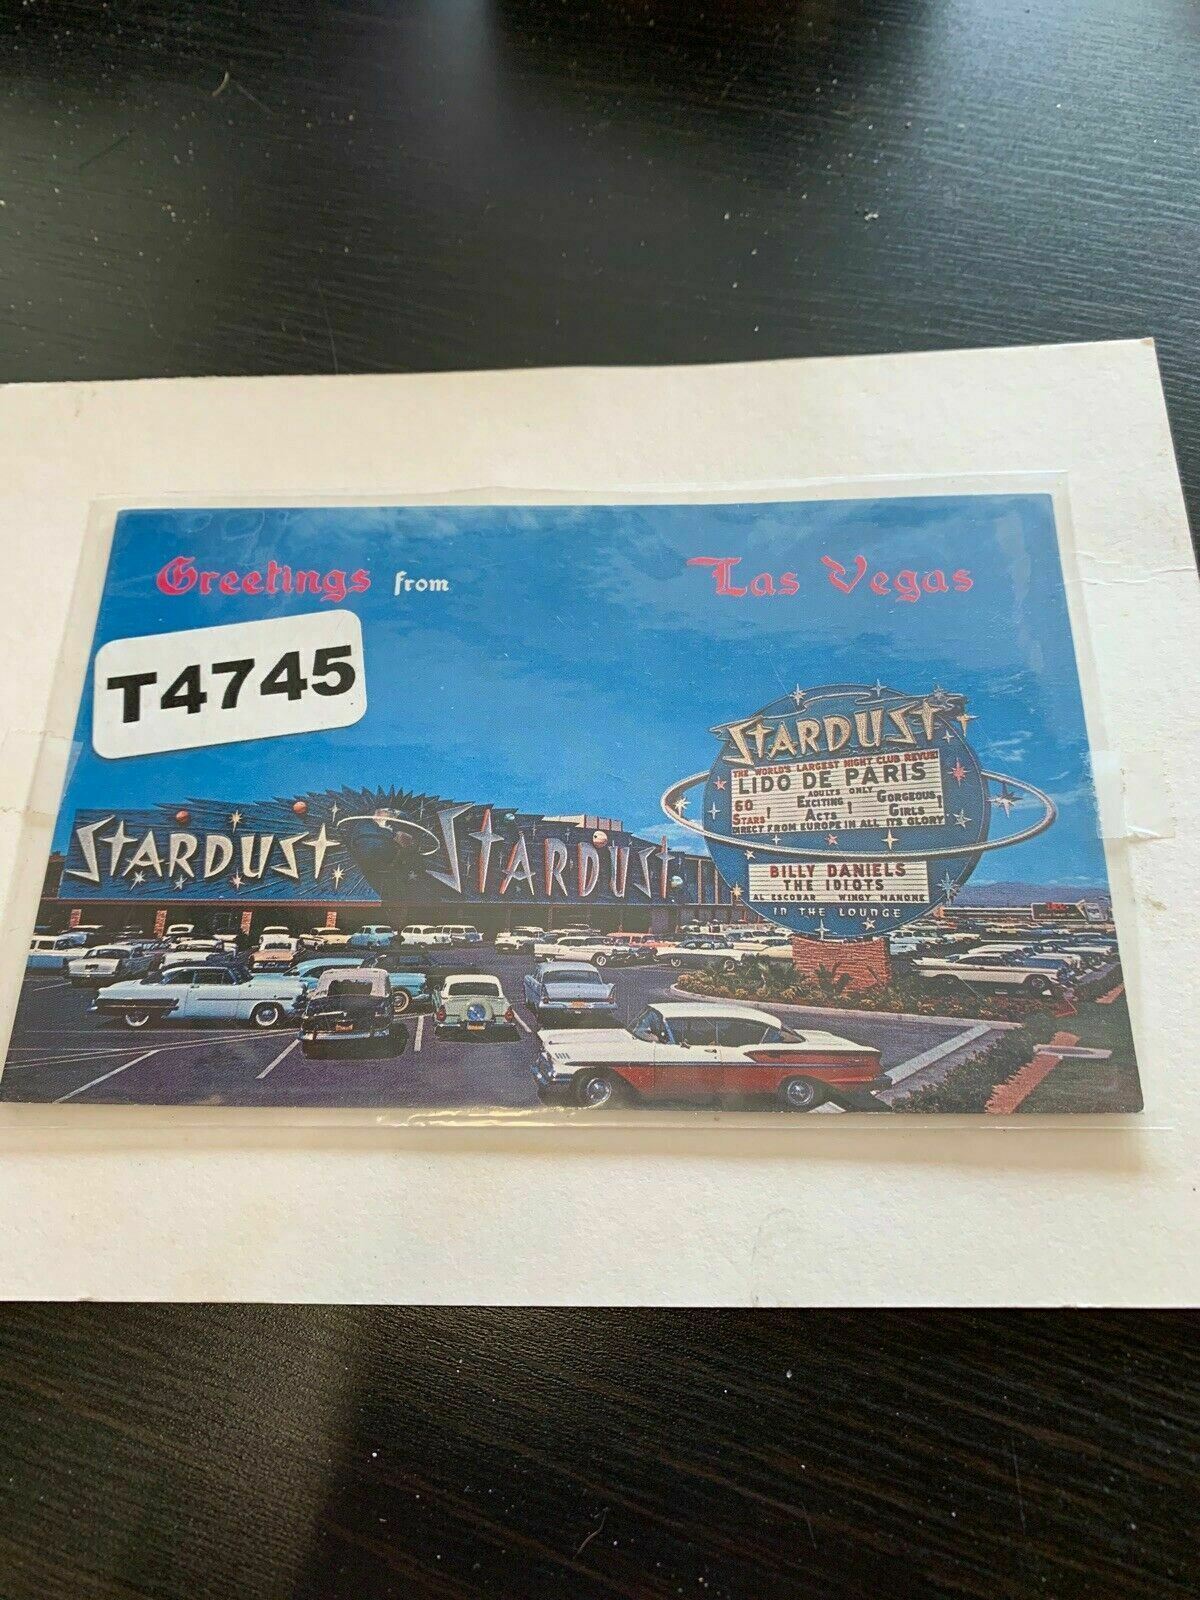 Greetings from Las Vegas
T4745
STARDUST
STARDUST
STARDUST
THE WORLD'S LARGEST NIGHT CLUB REVUE!
LIDO DE PARIS
ADULTS ONLY
60 EXCITING GORGEOUS
STARS! ACTS! GIRLS!
DIRECT FROM EUROPE IN ALL ITS GLORY
BILLY DANIELS
THE IDIOTS
AL ESCOBAR WINGY MANONE
IN THE LOUNGE